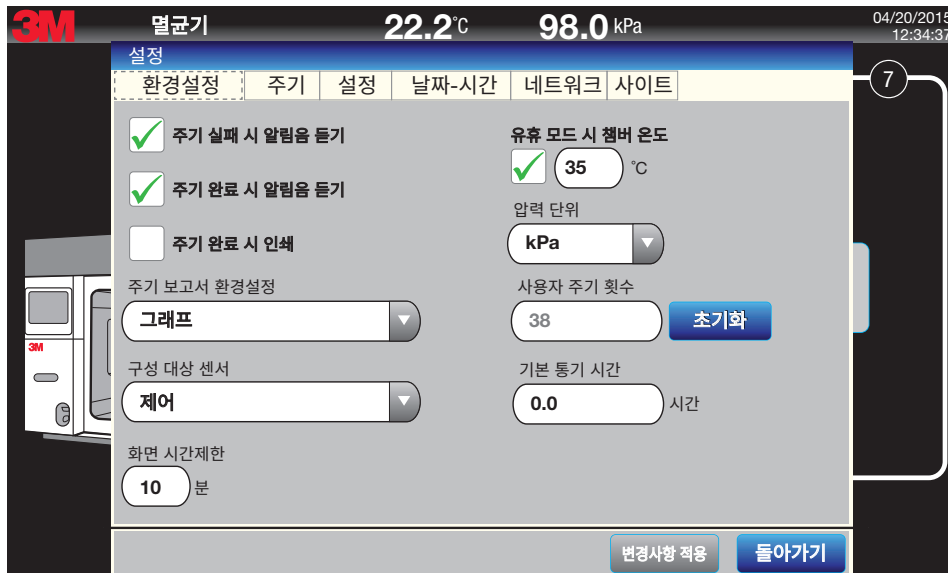 3M 멸균기 22.2°C 98.0 kPa 04/20/2015
12:34:37
설정
환경설정 주기 설정 날짜-시간 네트워크 사이트
7
주기 실패 시 알림음 듣기
주기 완료 시 알림음 듣기
주기 완료 시 인쇄
주기 보고서 환경설정
그래프
구성 대상 센서
제어
화면 시간제한
10 분
유휴 모드 시 챔버 온도
35 °C
압력 단위
kPa
사용자 주기 횟수
38 초기화
기본 통기 시간
0.0 시간
3M
변경사항 적용 돌아가기